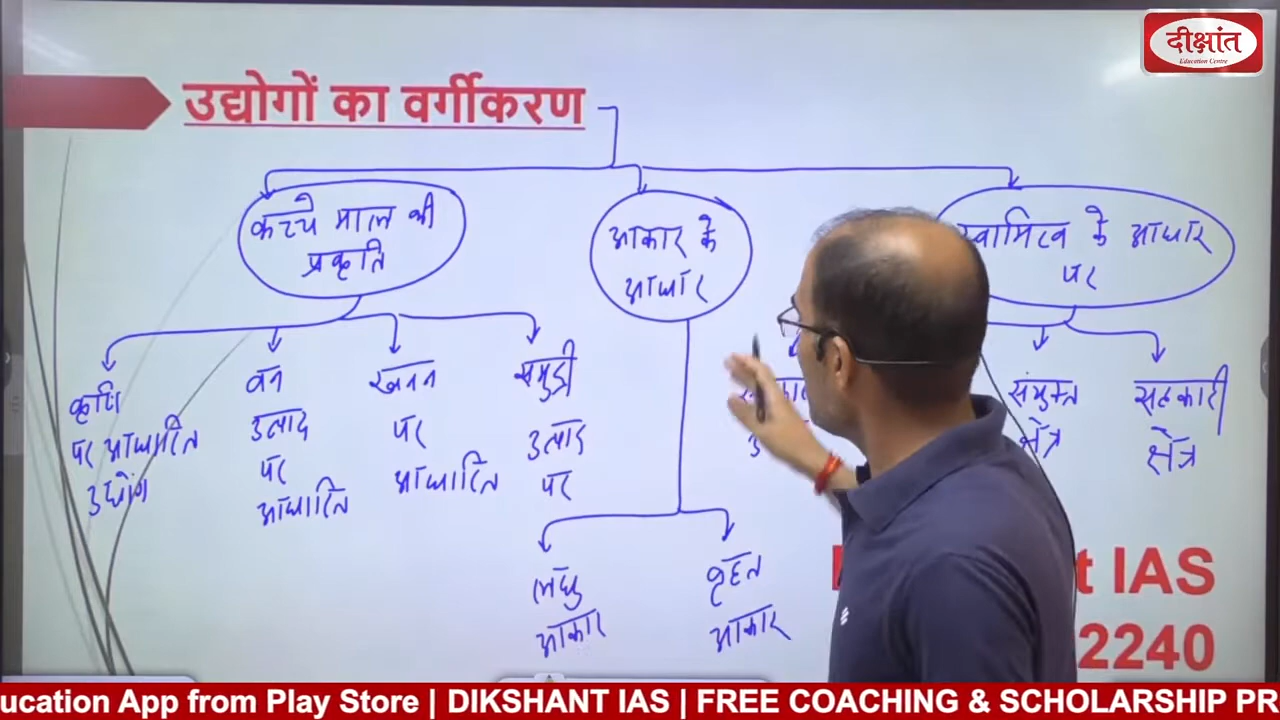 दीक्षांत
Education Centre
उद्योगों का वर्गीकरण
कच्चे माल की
प्रकृति
आकार के
आधार
स्वामित्व के आधार
पर
कृषि
पर आधारित
उद्योग
वन
उत्पाद
पर
आधारित
खनन
पर
आधारित
समुद्री
उत्पाद
पर
संयुक्त
क्षेत्र
सहकारी
क्षेत्र
लघु
आकार
वृहत
आकार
IAS
2240
ucation App from Play Store | DIKSHANT IAS | FREE COACHING & SCHOLARSHIP PR